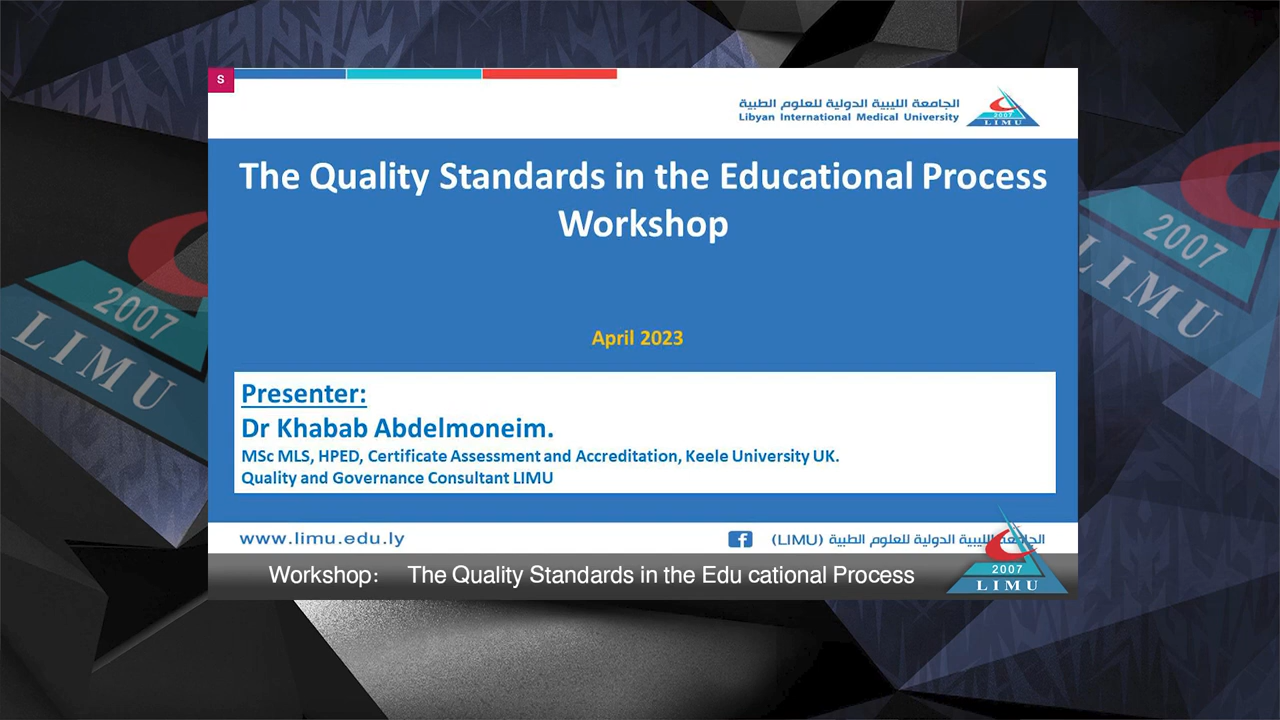 S
الجامعة الليبية الدولية للعلوم الطبية
Libyan International Medical University
2007
LIMU
The Quality Standards in the Educational Process
Workshop
April 2023
Presenter:
Dr Khabab Abdelmoneim.
MSc MLS, HPED, Certificate Assessment and Accreditation, Keele University UK.
Quality and Governance Consultant LIMU
www.limu.edu.ly
f
الجامعة الليبية الدولية للعلوم الطبية (LIMU)
Workshop: The Quality Standards in the Edu cational Process
2007
LIMU
2007
LIMU
2007
LIMU